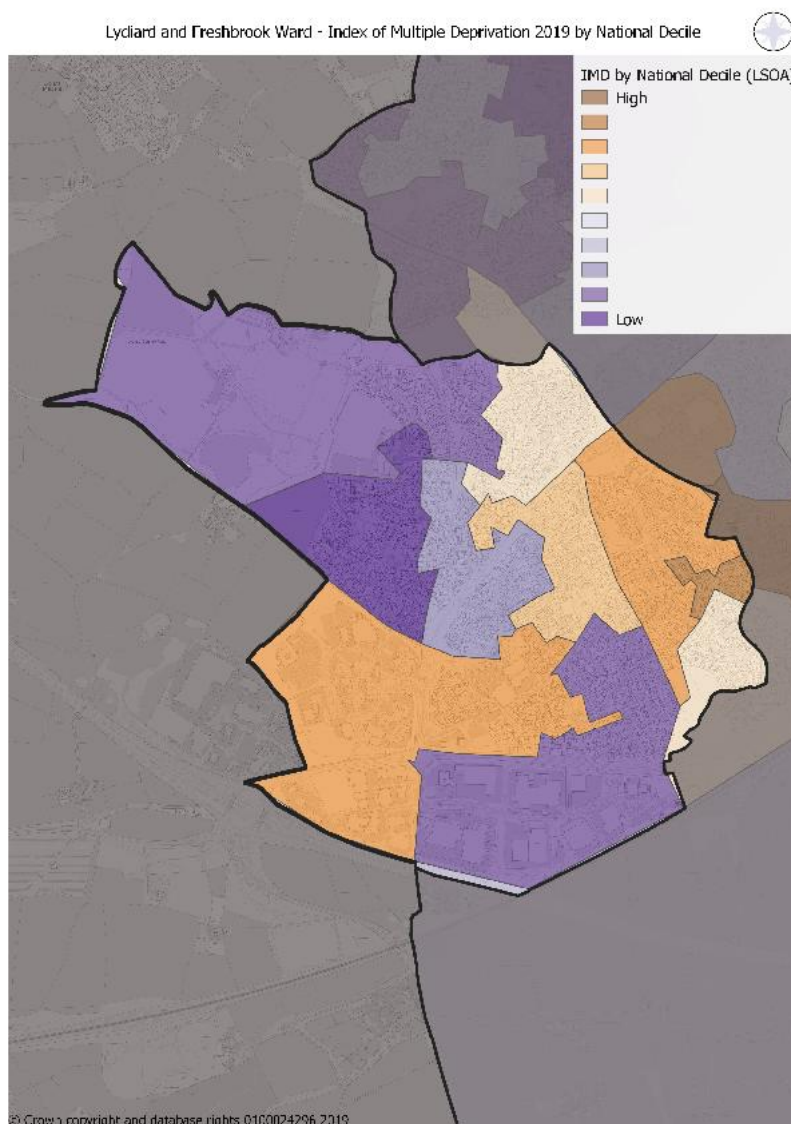 Lydiard and Freshbrook Ward - Index of Multiple Deprivation 2019 by National Decile
IMD by National Decile (LSOA)
High
Low
© Crown copyright and database rights 0100024296 2019